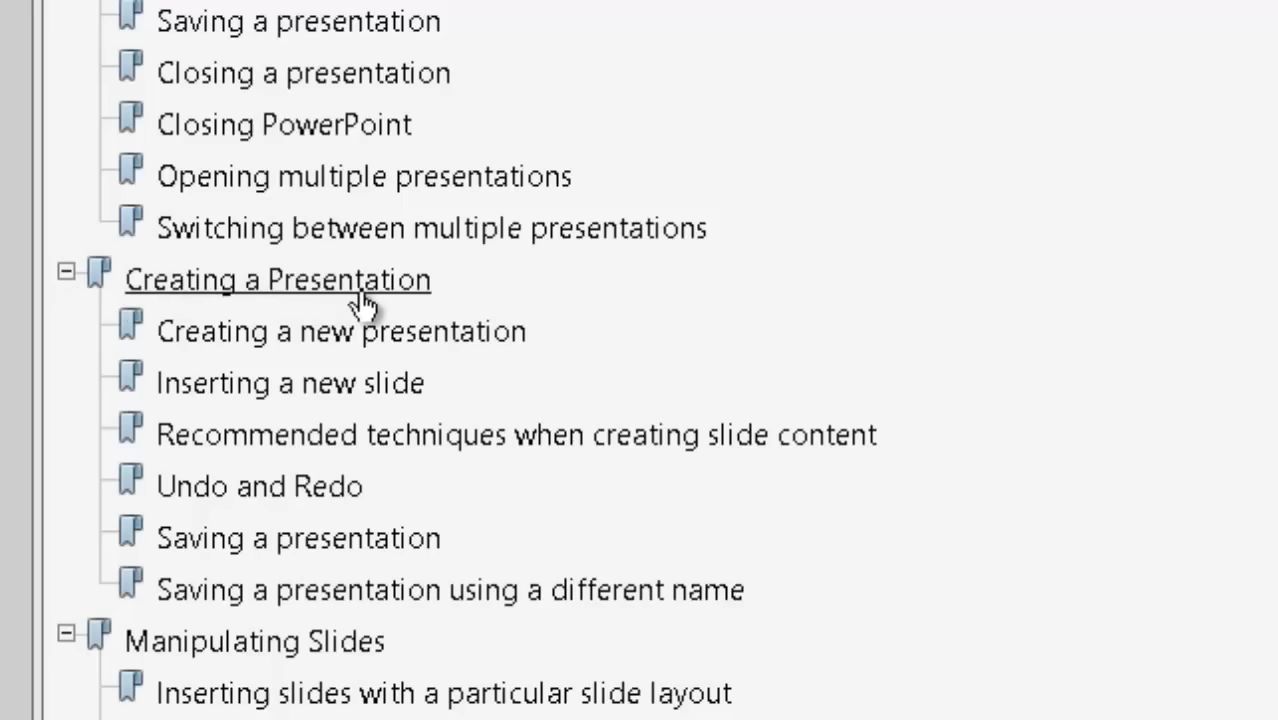 Saving a presentation
Closing a presentation
Closing PowerPoint
Opening multiple presentations
Switching between multiple presentations
Creating a Presentation
Creating a new presentation
Inserting a new slide
Recommended techniques when creating slide content
Undo and Redo
Saving a presentation
Saving a presentation using a different name
Manipulating Slides
Inserting slides with a particular slide layout